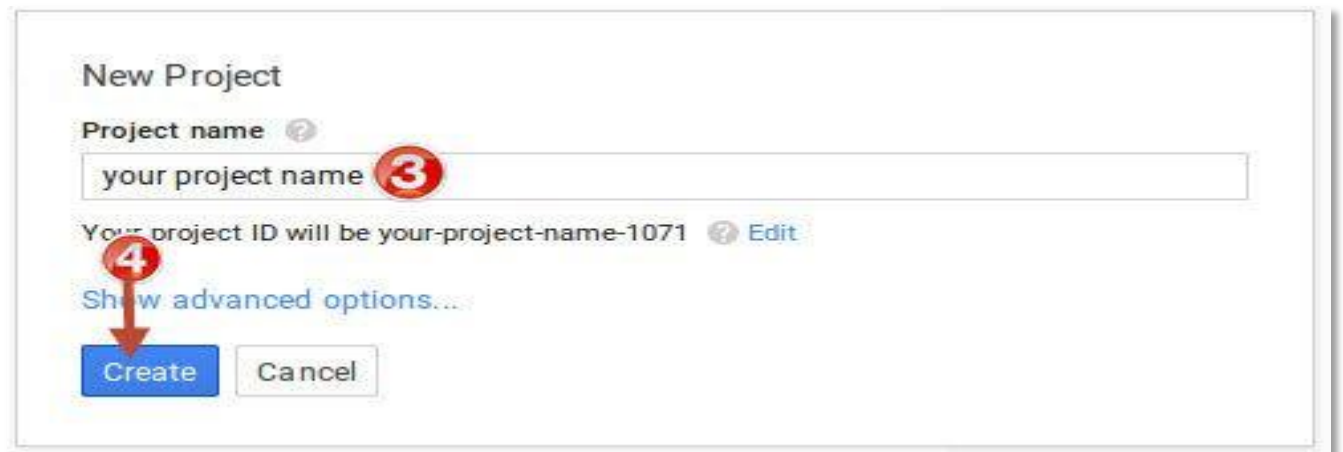 New Project
Project name ?
your project name 3
Your project ID will be your-project-name-1071 ? Edit
4
Show advanced options...
Create Cancel